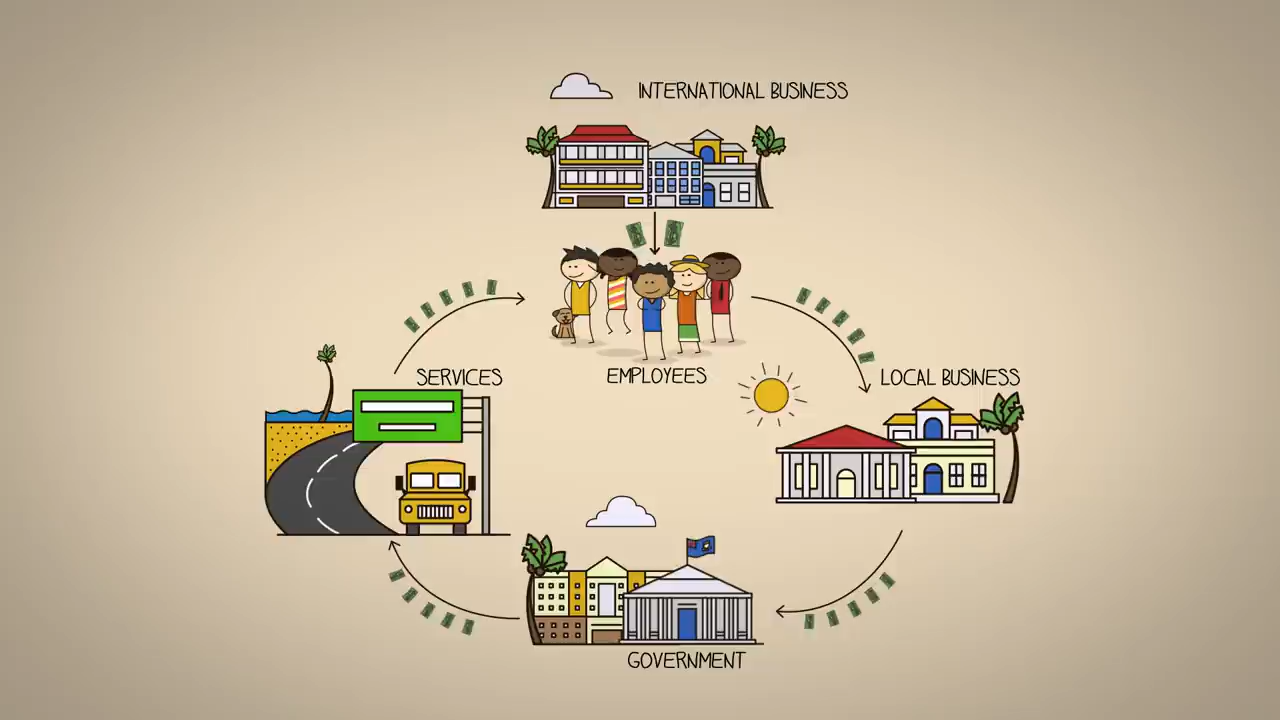 INTERNATIONAL BUSINESS
SERVICES
EMPLOYEES
LOCAL BUSINESS
GOVERNMENT